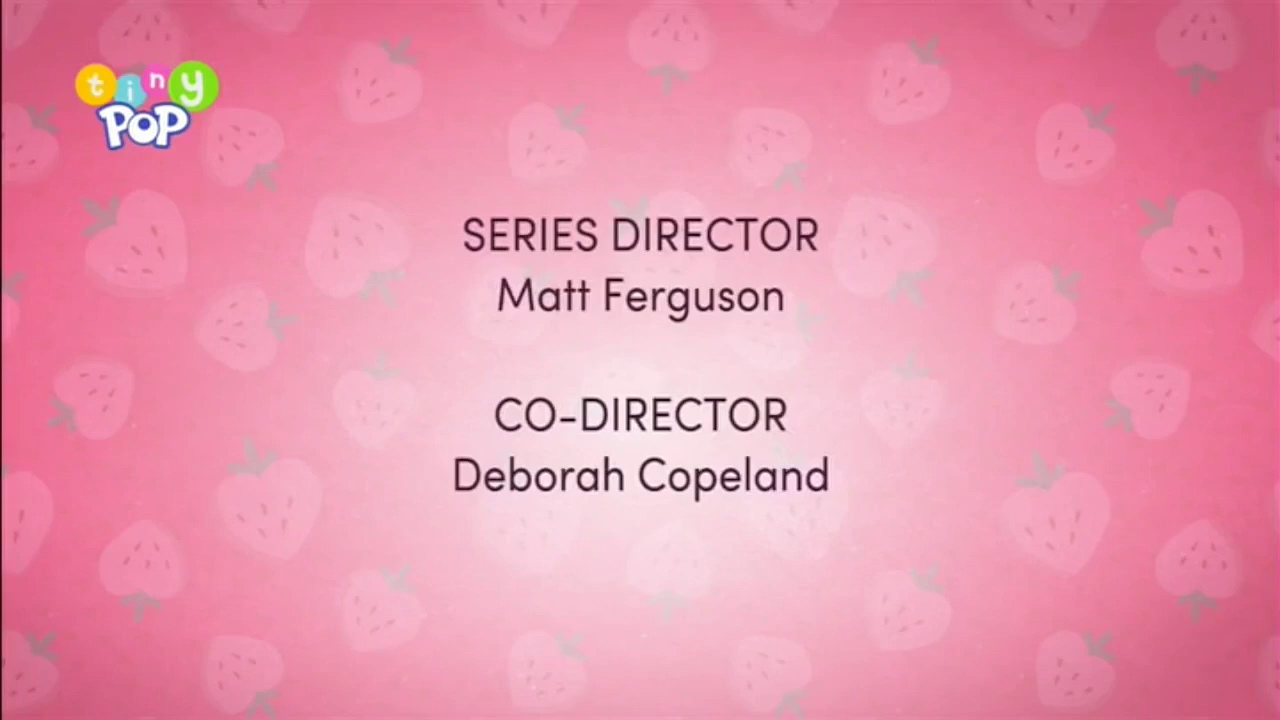 tiny
POP
SERIES DIRECTOR
Matt Ferguson
CO-DIRECTOR
Deborah Copeland